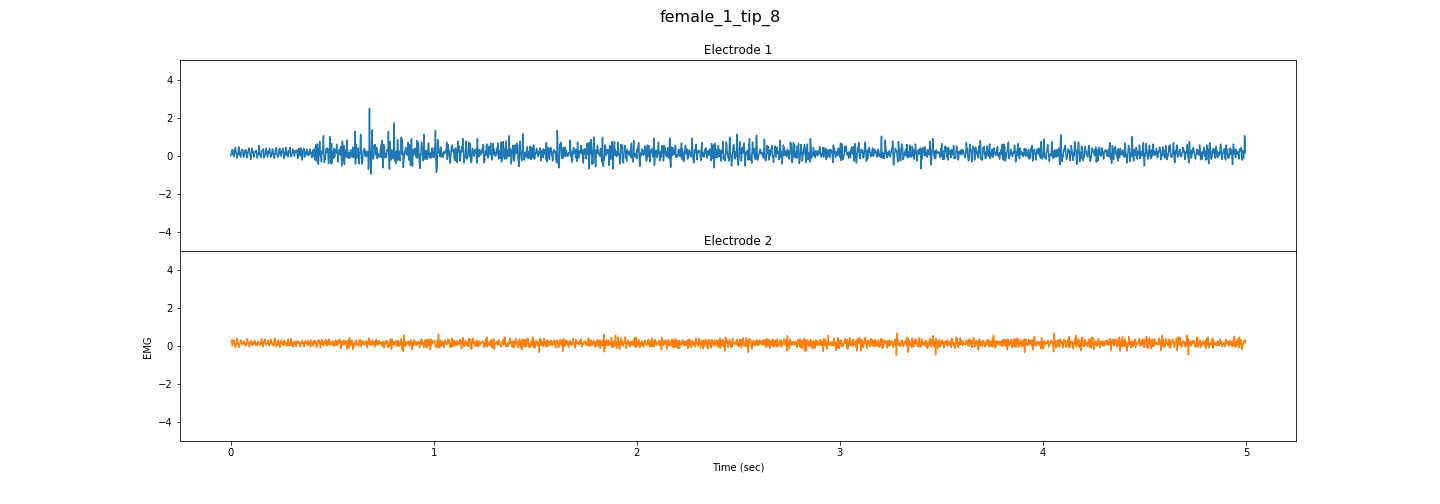 female_1_tip_8
Electrode 1
4
2
0
−2
−4
Electrode 2
4
2
0
−2
−4
EMG
0 1 2 3 4 5
Time (sec)